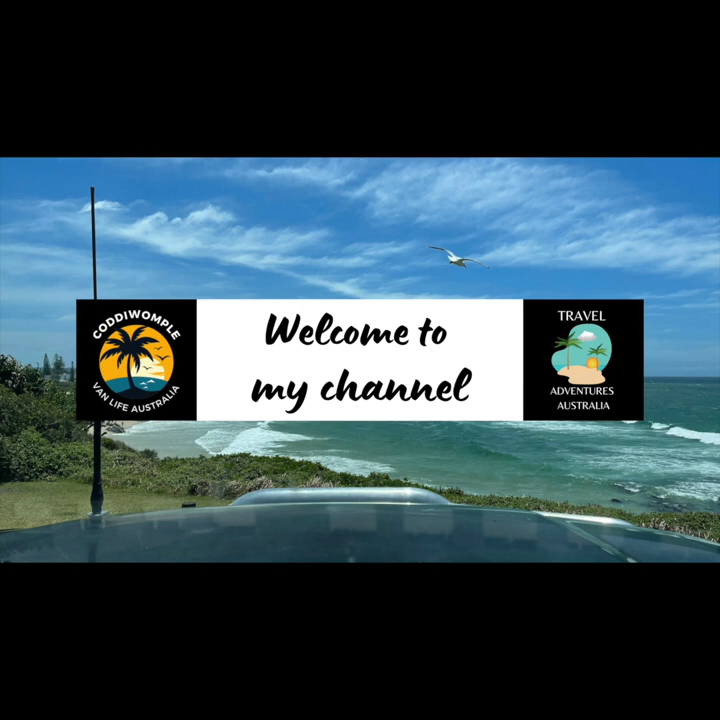 CODDIWOMPLE
VAN LIFE AUSTRALIA
Welcome to
my channel
TRAVEL
ADVENTURES
AUSTRALIA